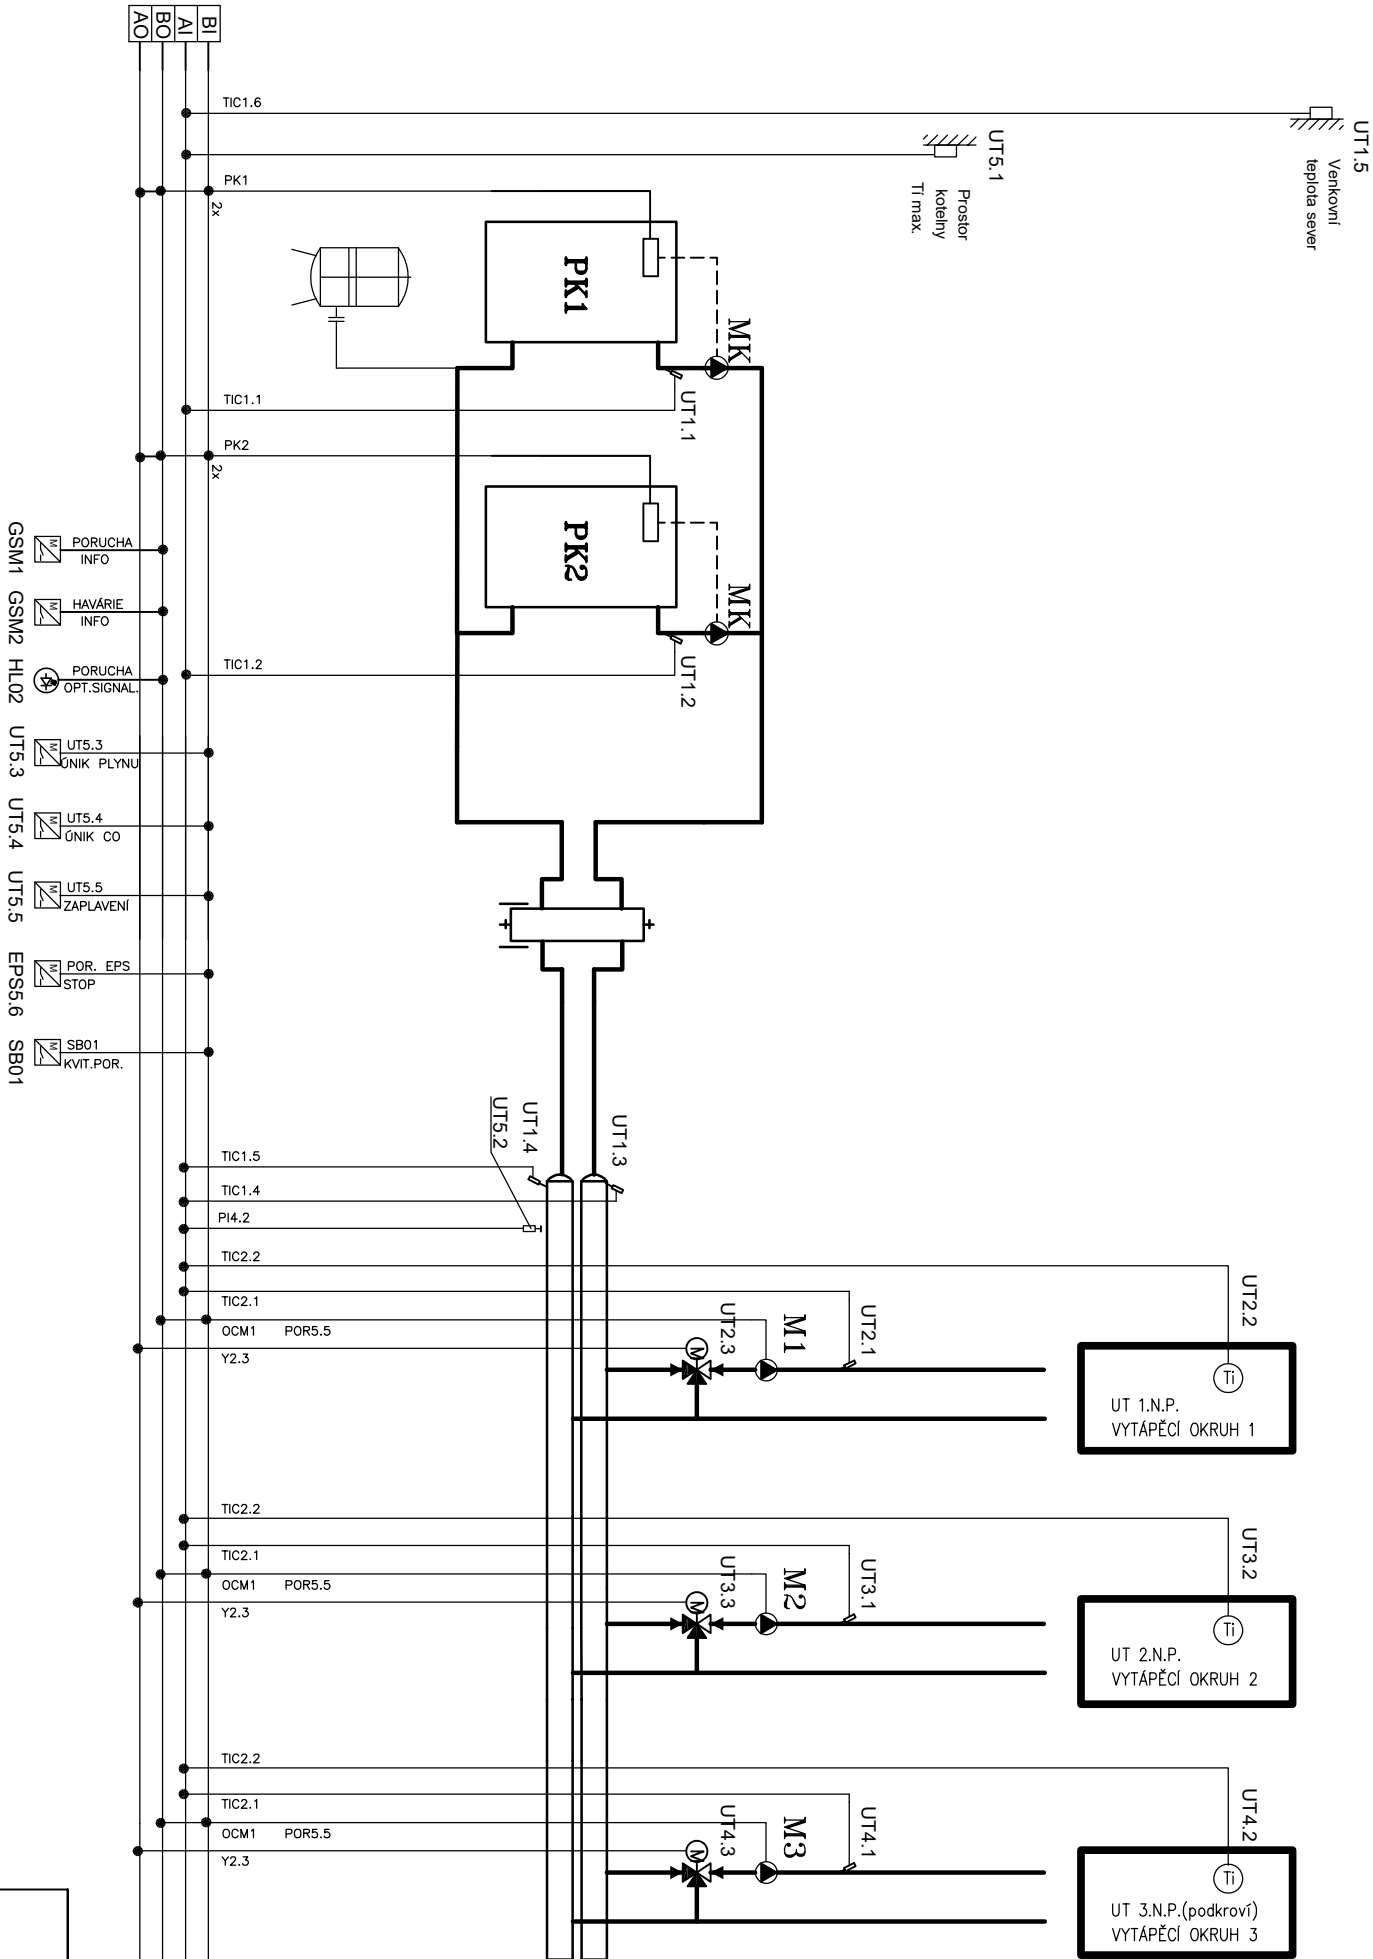 BI
AI
BO
AO
UT1.5
Venkovní
teplota sever
UT5.1
Prostor
kotelny
Tí max.
TIC1.6
PK1
2x
PK1
MK
UT1.1
TIC1.1
PK2
2x
PK2
MK
UT1.2
TIC1.2
GSM1
PORUCHA
INFO
M
GSM2
HAVÁRIE
INFO
M
HL02
PORUCHA
OPT.SIGNAL.
UT5.3
UT5.3
ÚNIK PLYNU
M
UT5.4
UT5.4
ÚNIK CO
M
UT5.5
UT5.5
ZAPLAVENÍ
M
EPS5.6
POR. EPS
STOP
M
SB01
SB01
KVIT.POR.
M
UT1.3
UT1.4
UT5.2
TIC1.5
TIC1.4
PI4.2
TIC2.2
TIC2.1
OCM1 POR5.5
Y2.3
UT2.3
M
M1
UT2.1
UT2.2
Ti
UT 1.N.P.
VYTÁPĚCÍ OKRUH 1
TIC2.2
TIC2.1
OCM1 POR5.5
Y2.3
UT3.3
M
M2
UT3.1
UT3.2
Ti
UT 2.N.P.
VYTÁPĚCÍ OKRUH 2
TIC2.2
TIC2.1
OCM1 POR5.5
Y2.3
UT4.3
M
M3
UT4.1
UT4.2
Ti
UT 3.N.P.(podkroví)
VYTÁPĚCÍ OKRUH 3